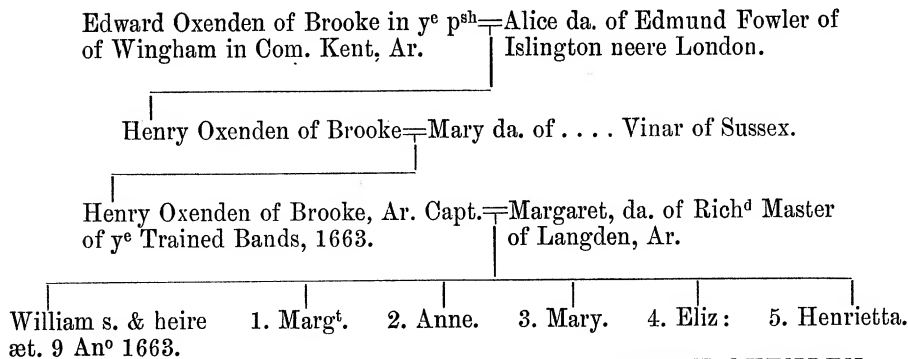 Edward Oxenden of Brooke in yᵉ pˢʰ = Alice da. of Edmund Fowler of
of Wingham in Com. Kent, Ar. Islington neere London.
Henry Oxenden of Brooke = Mary da. of . . . . Vinar of Sussex.
Henry Oxenden of Brooke, Ar. Capt. = Margaret, da. of Richᵈ Master
of yᵉ Trained Bands, 1663. of Langden, Ar.
William s. & heire 1. Margᵗ. 2. Anne. 3. Mary. 4. Eliz: 5. Henrietta.
æt. 9 Anº 1663.